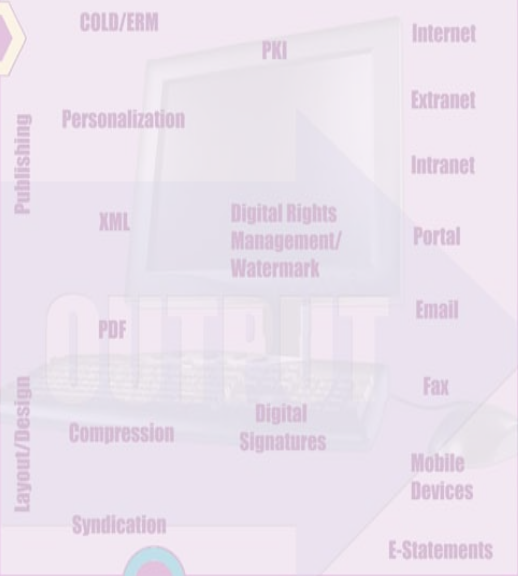 COLD/ERM
PKI
Internet
Personalization
Extranet
Publishing
Intranet
XML
Digital Rights
Management/
Watermark
Portal
OUTPUT
PDF
Email
Fax
Layout/Design
Compression
Digital
Signatures
Mobile
Devices
Syndication
E-Statements